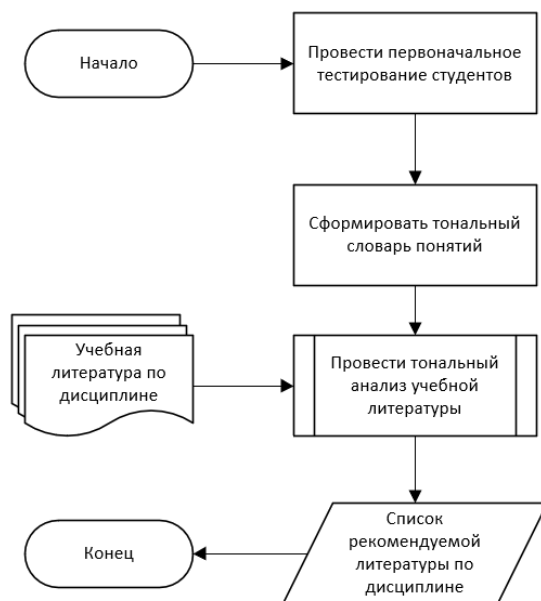 Начало
Провести первоначальное
тестирование студентов
Сформировать тональный
словарь понятий
Учебная
литература по
дисциплине
Провести тональный
анализ учебной
литературы
Конец
Список
рекомендуемой
литературы по
дисциплине